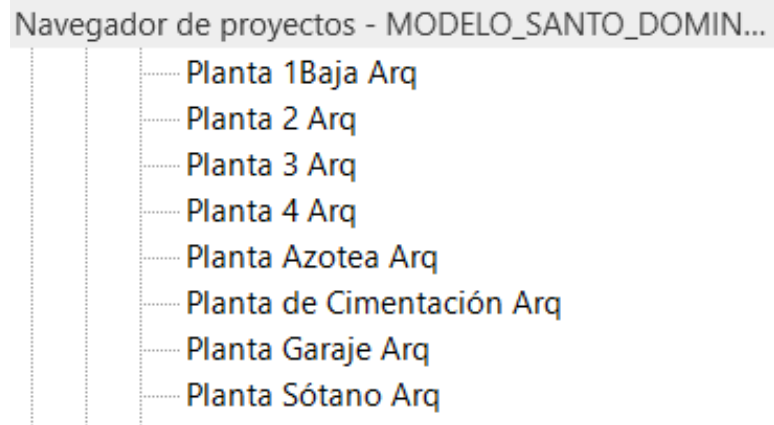 Navegador de proyectos - MODELO_SANTO_DOMIN...
Planta 1Baja Arq
Planta 2 Arq
Planta 3 Arq
Planta 4 Arq
Planta Azotea Arq
Planta de Cimentación Arq
Planta Garaje Arq
Planta Sótano Arq